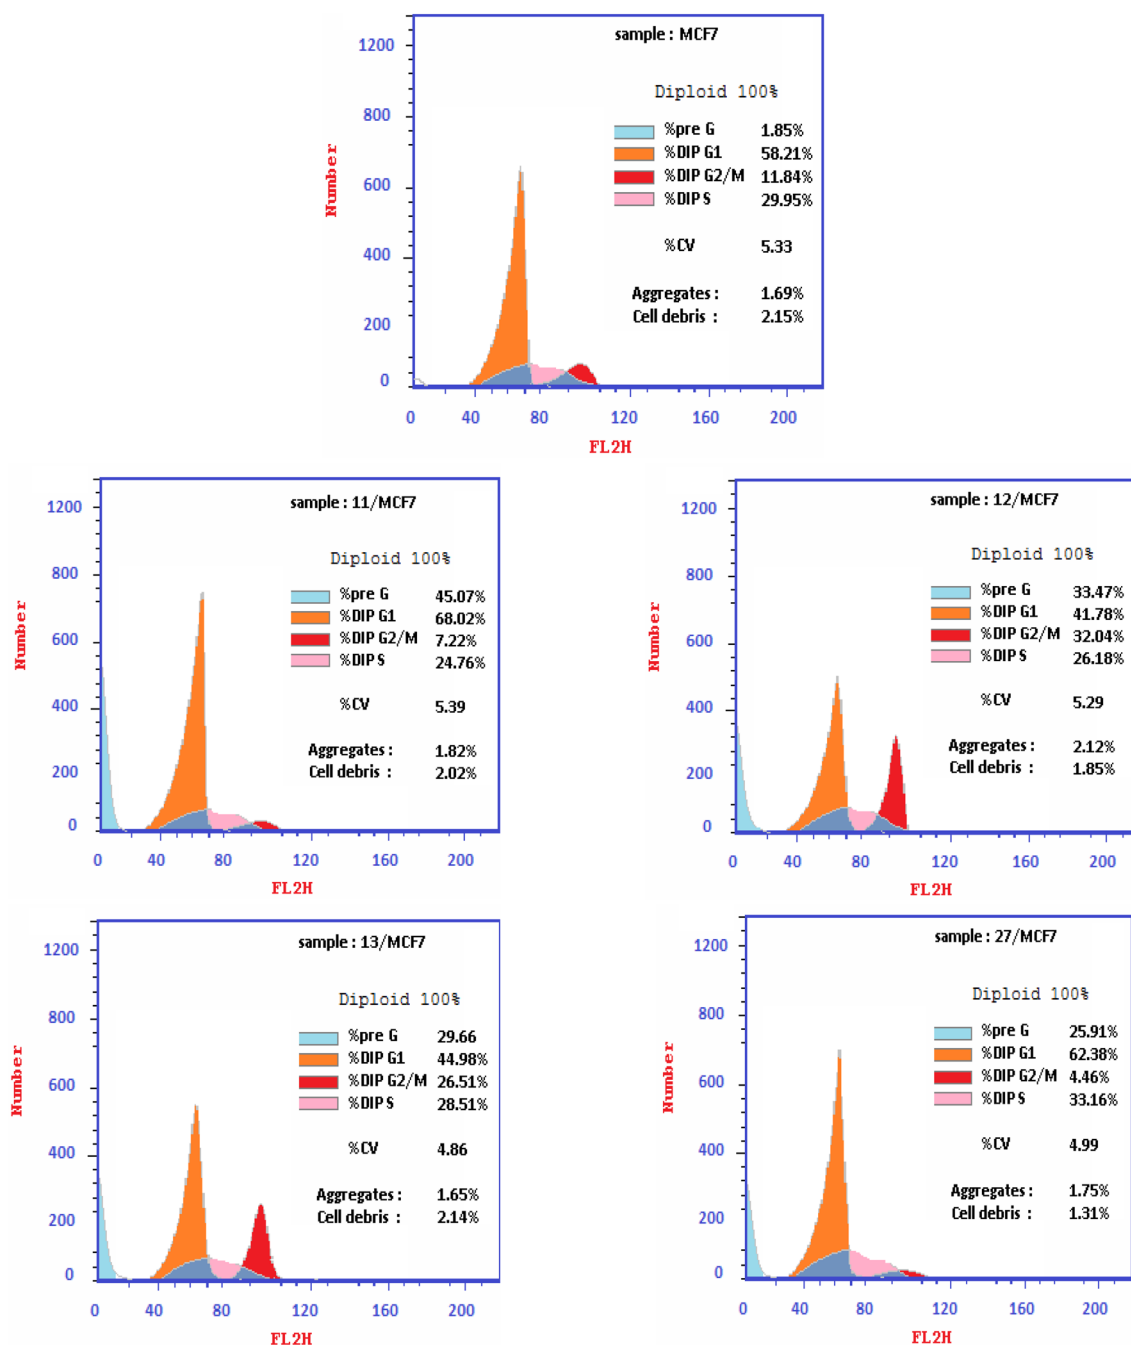 sample : MCF7
Diploid 100%
%pre G 1.85%
%DIP G1 58.21%
%DIP G2/M 11.84%
%DIP S 29.95%
%CV 5.33
Aggregates : 1.69%
Cell debris : 2.15%
Number
1200
800
600
400
200
0
0 40 80 120 160 200
FL2H
sample : 11/MCF7
Diploid 100%
%pre G 45.07%
%DIP G1 68.02%
%DIP G2/M 7.22%
%DIP S 24.76%
%CV 5.39
Aggregates : 1.82%
Cell debris : 2.02%
Number
1200
800
600
400
200
0
0 40 80 120 160 200
FL2H
sample : 12/MCF7
Diploid 100%
%pre G 33.47%
%DIP G1 41.78%
%DIP G2/M 32.04%
%DIP S 26.18%
%CV 5.29
Aggregates : 2.12%
Cell debris : 1.85%
Number
1200
800
600
400
200
0
0 40 80 120 160 200
FL2H
sample : 13/MCF7
Diploid 100%
%pre G 29.66
%DIP G1 44.98%
%DIP G2/M 26.51%
%DIP S 28.51%
%CV 4.86
Aggregates : 1.65%
Cell debris : 2.14%
Number
1200
800
600
400
200
0
0 40 80 120 160 200
FL2H
sample : 27/MCF7
Diploid 100%
%pre G 25.91%
%DIP G1 62.38%
%DIP G2/M 4.46%
%DIP S 33.16%
%CV 4.99
Aggregates : 1.75%
Cell debris : 1.31%
Number
1200
800
600
400
200
0
0 40 80 120 160 200
FL2H